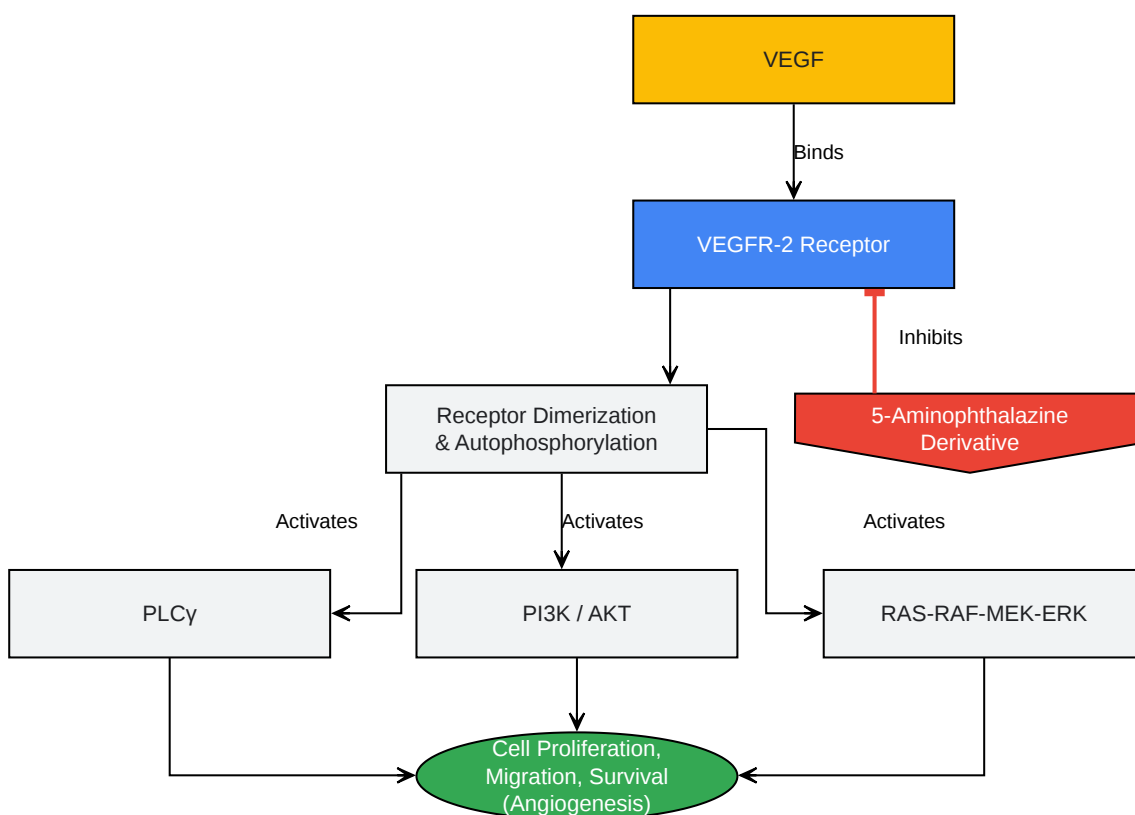 VEGF
Binds
VEGFR-2 Receptor
Inhibits
Receptor Dimerization
& Autophosphorylation
5-Aminophthalazine
Derivative
Activates
Activates
Activates
PLCγ
PI3K / AKT
RAS-RAF-MEK-ERK
Cell Proliferation,
Migration, Survival
(Angiogenesis)